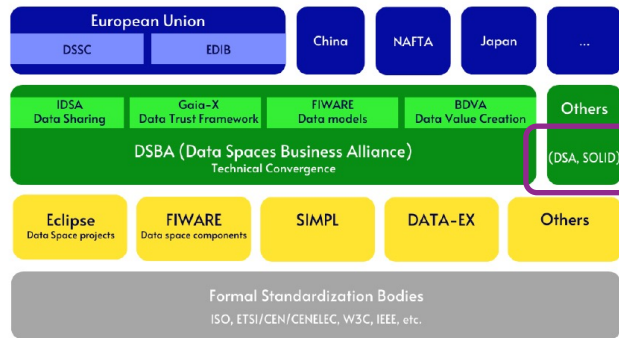 European Union
DSSC
EDIB
China
NAFTA
Japan
...
IDSA
Data Sharing
Gaia-X
Data Trust Framework
FIWARE
Data models
BDVA
Data Value Creation
DSBA (Data Spaces Business Alliance)
Technical Convergence
Others
(DSA, SOLID)
Eclipse
Data Space projects
FIWARE
Data space components
SIMPL
DATA-EX
Others
Formal Standardization Bodies
ISO, ETSI/CEN/CENELEC, W3C, IEEE, etc.